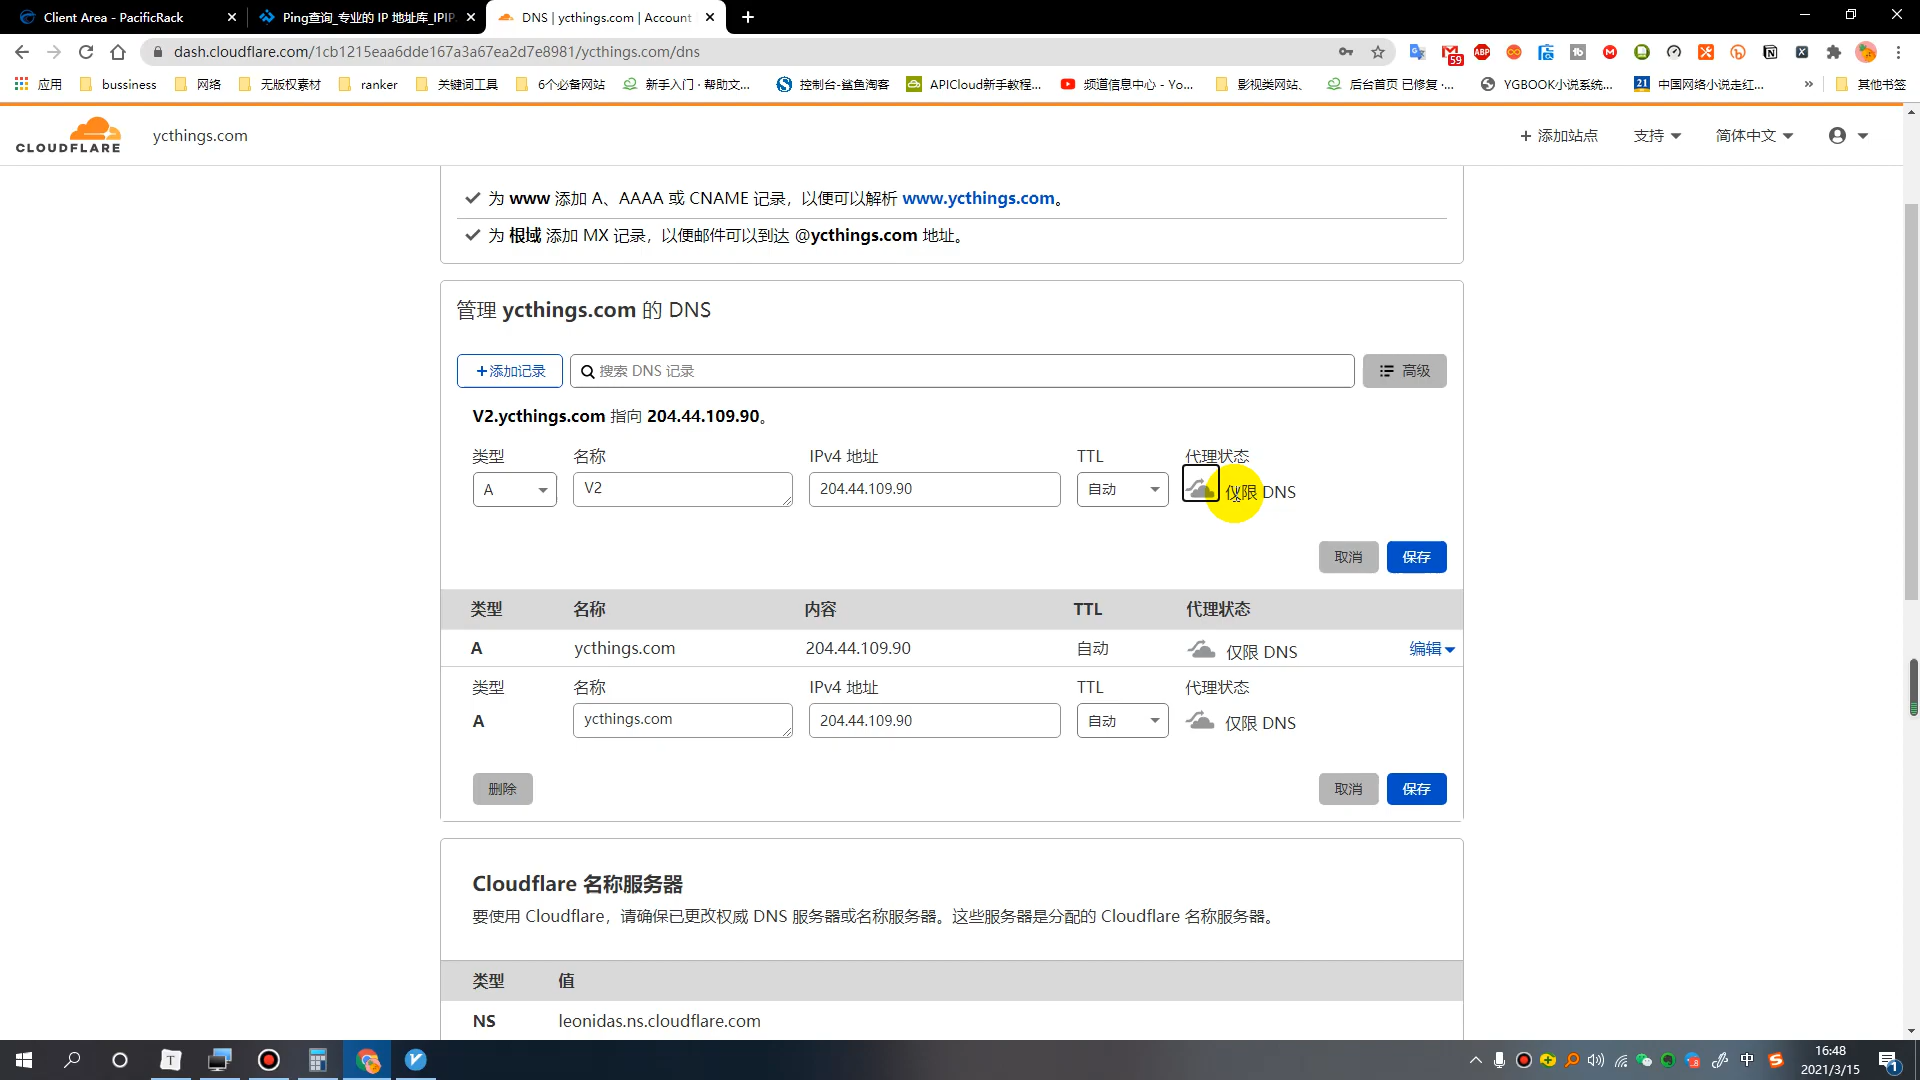 Client Area - PacificRack
Ping查询_专业的 IP 地址库_IPIP.
DNS | ycthings.com | Account
dash.cloudflare.com/1cb1215eaa6dde167a3a67ea2d7e8981/ycthings.com/dns
59
ABP
应用
bussiness
网络
无版权素材
ranker
关键词工具
6个必备网站
新手入门 · 帮助文...
控制台-鲨鱼淘客
APICloud新手教程...
频道信息中心 - Yo...
影视类网站、
后台首页 已修复 ·...
YGBOOK小说系统...
21
中国网络小说走红...
»
其他书签
CLOUDFLARE
ycthings.com
+ 添加站点
支持
简体中文
为 www 添加 A、AAAA 或 CNAME 记录，以便可以解析 www.ycthings.com。
为 根域 添加 MX 记录，以便邮件可以到达 @ycthings.com 地址。
管理 ycthings.com 的 DNS
+添加记录
搜索 DNS 记录
高级
V2.ycthings.com 指向 204.44.109.90。
类型 名称 IPv4 地址 TTL 代理状态
A V2 204.44.109.90 自动 仅限 DNS
取消 保存
类型 名称 内容 TTL 代理状态
A ycthings.com 204.44.109.90 自动 仅限 DNS 编辑
类型 名称 IPv4 地址 TTL 代理状态
A ycthings.com 204.44.109.90 自动 仅限 DNS
删除 取消 保存
Cloudflare 名称服务器
要使用 Cloudflare，请确保已更改权威 DNS 服务器或名称服务器。这些服务器是分配的 Cloudflare 名称服务器。
类型 值
NS leonidas.ns.cloudflare.com
中
16:48
2021/3/15
1